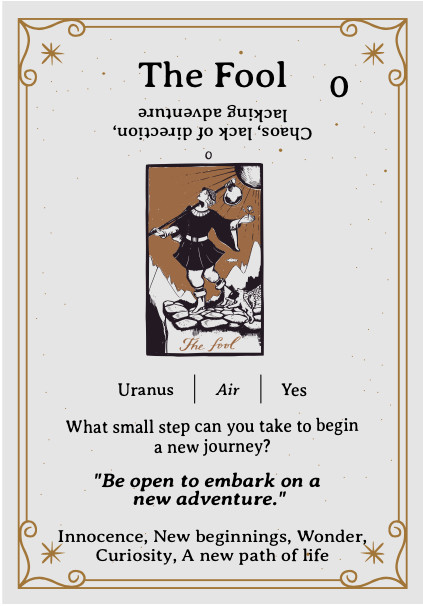 The Fool
0
Chaos, lack of direction,
lacking adventure
0
The fool
Uranus | Air | Yes
What small step can you take to begin
a new journey?
"Be open to embark on a
new adventure."
Innocence, New beginnings, Wonder,
Curiosity, A new path of life